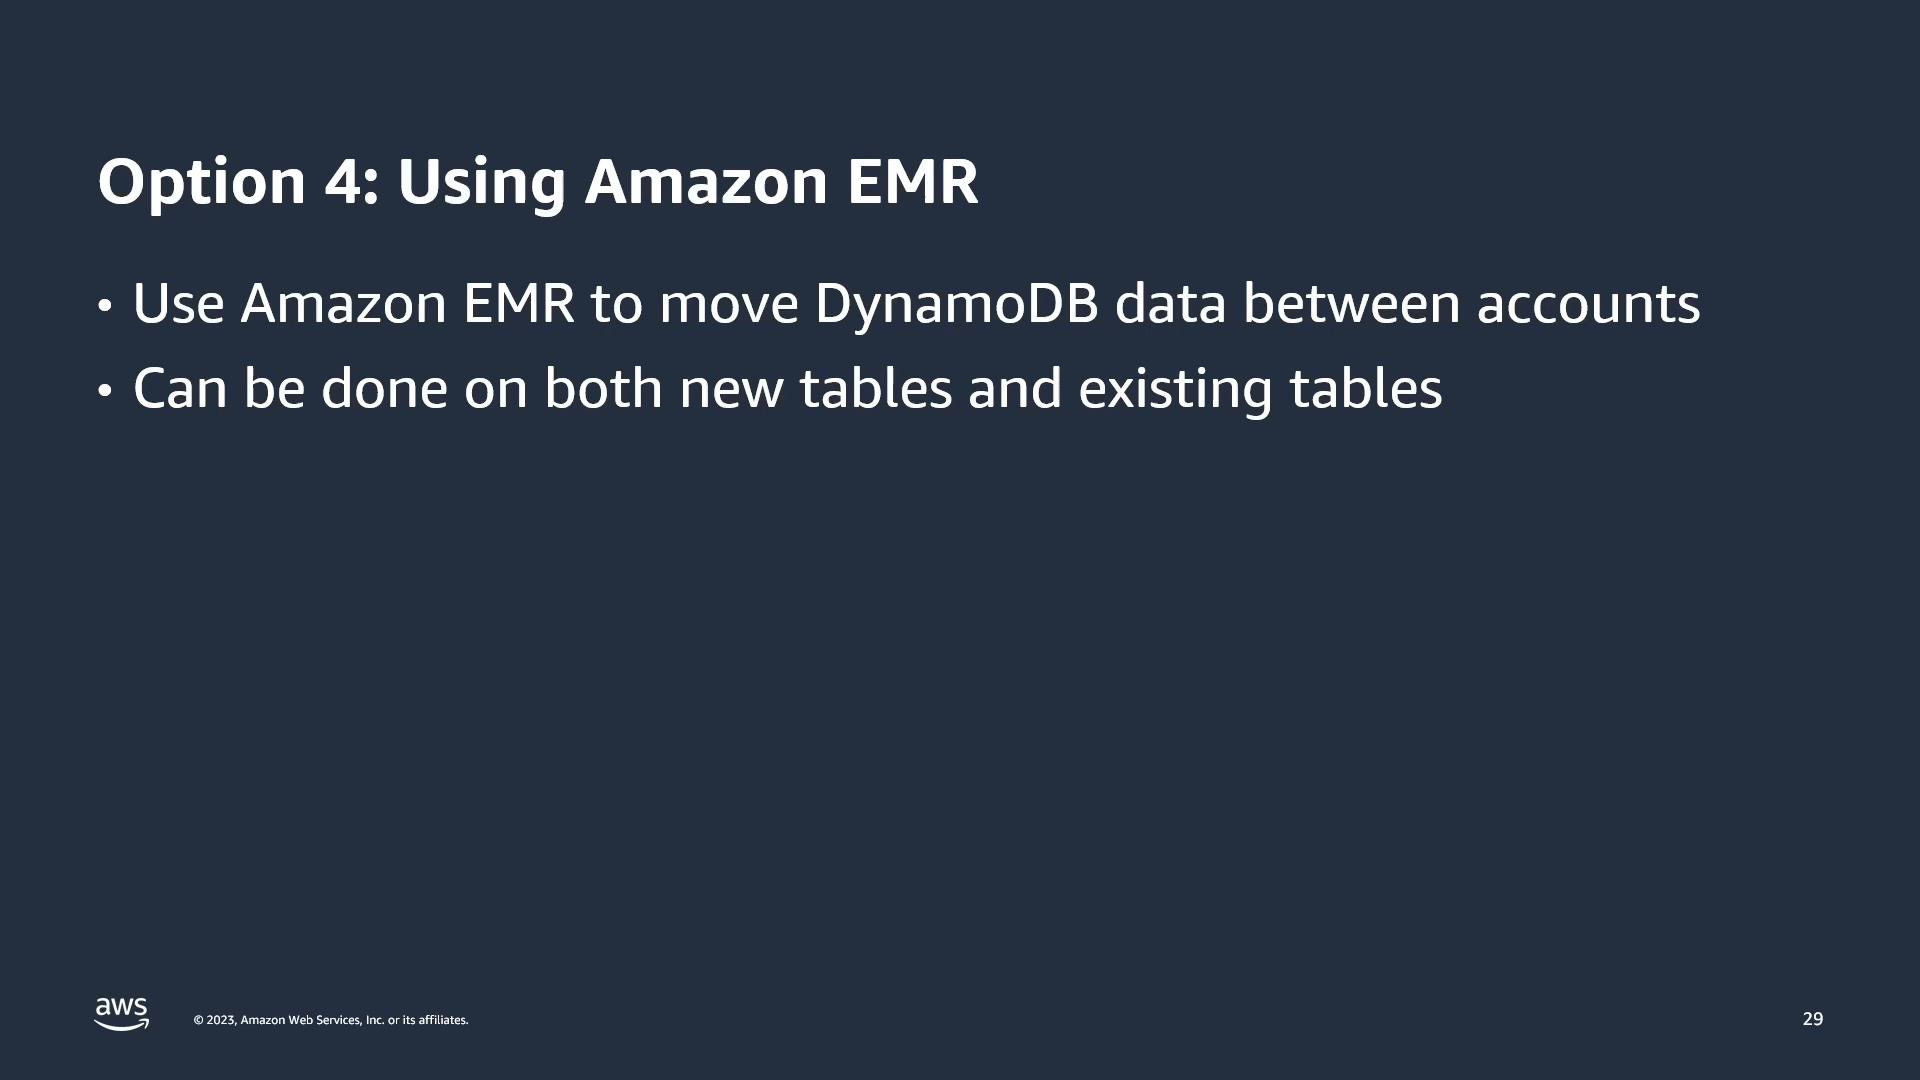 Option 4: Using Amazon EMR
• Use Amazon EMR to move DynamoDB data between accounts
• Can be done on both new tables and existing tables
aws
© 2023, Amazon Web Services, Inc. or its affiliates.
29